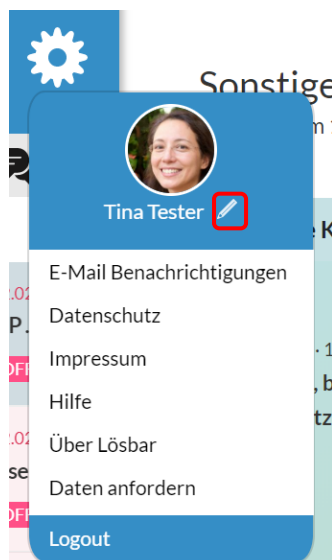 Sonstige
Tina Tester
E-Mail Benachrichtigungen
Datenschutz
Impressum
Hilfe
Über Lösbar
Daten anfordern
Logout